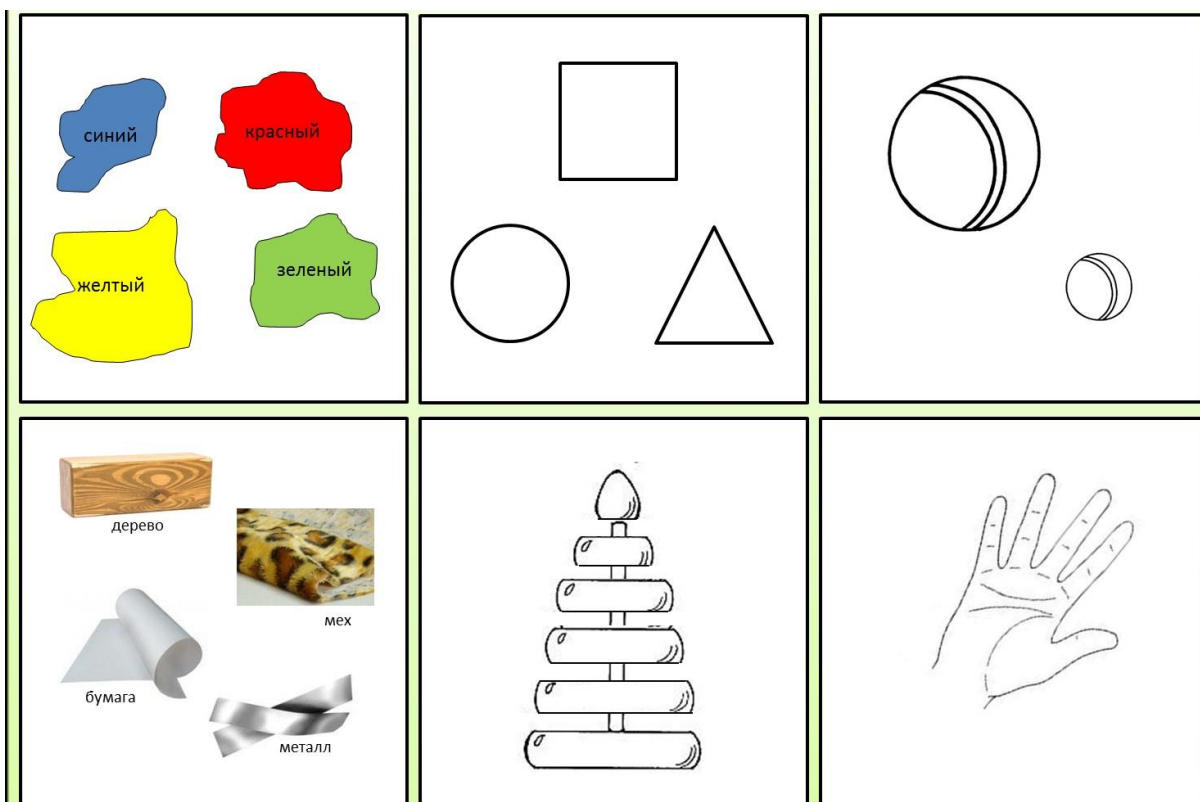 синий
красный
желтый
зеленый
дерево
мех
бумага
металл